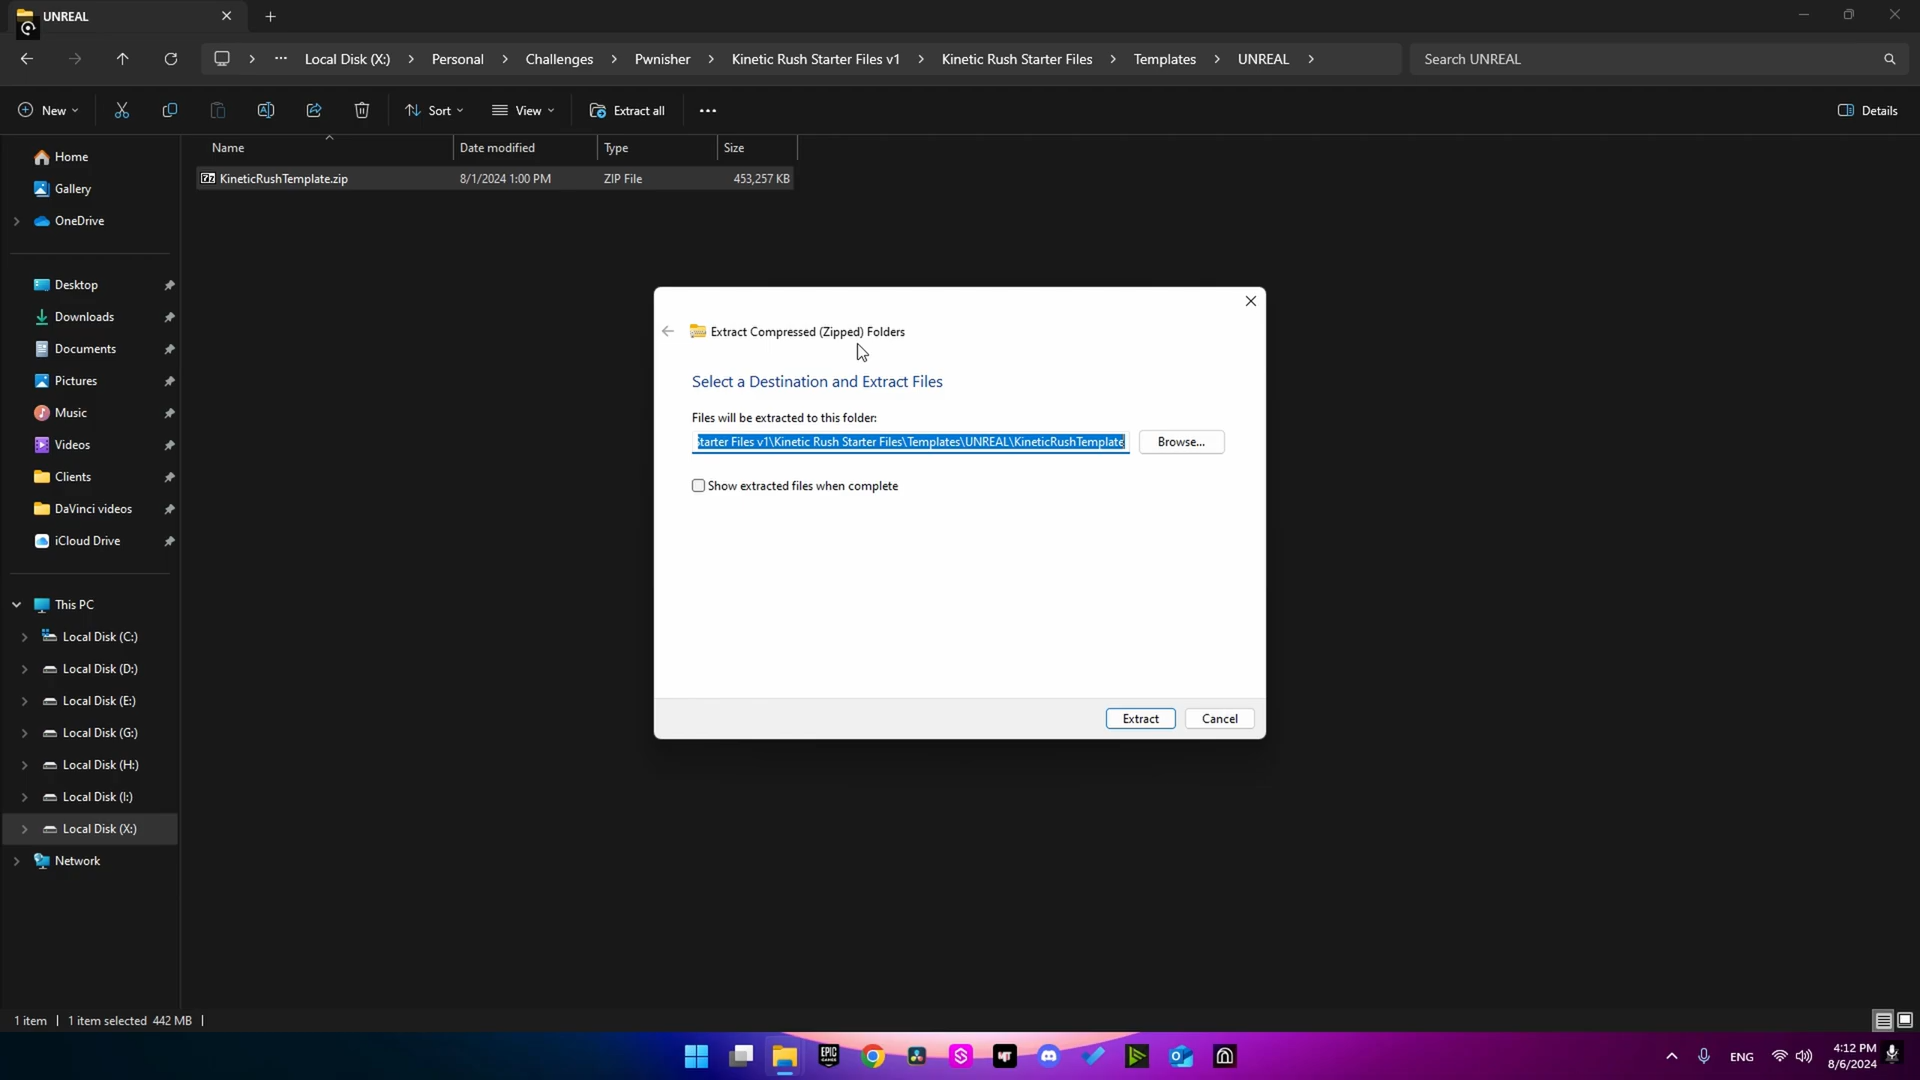 UNREAL
Local Disk (X:) > Personal > Challenges > Pwnisher > Kinetic Rush Starter Files v1 > Kinetic Rush Starter Files > Templates > UNREAL >
Search UNREAL
New
Sort
View
Extract all
Details
Name
Date modified
Type
Size
KineticRushTemplate.zip
8/1/2024 1:00 PM
ZIP File
453,257 KB
Home
Gallery
OneDrive
Desktop
Downloads
Documents
Pictures
Music
Videos
Clients
DaVinci videos
iCloud Drive
This PC
Local Disk (C:)
Local Disk (D:)
Local Disk (E:)
Local Disk (G:)
Local Disk (H:)
Local Disk (I:)
Local Disk (X:)
Network
Extract Compressed (Zipped) Folders
Select a Destination and Extract Files
Files will be extracted to this folder:
Starter Files v1\Kinetic Rush Starter Files\Templates\UNREAL\KineticRushTemplate
Browse...
Show extracted files when complete
Extract
Cancel
1 item
1 item selected 442 MB
EPIC GAMES
ENG
4:12 PM
8/6/2024